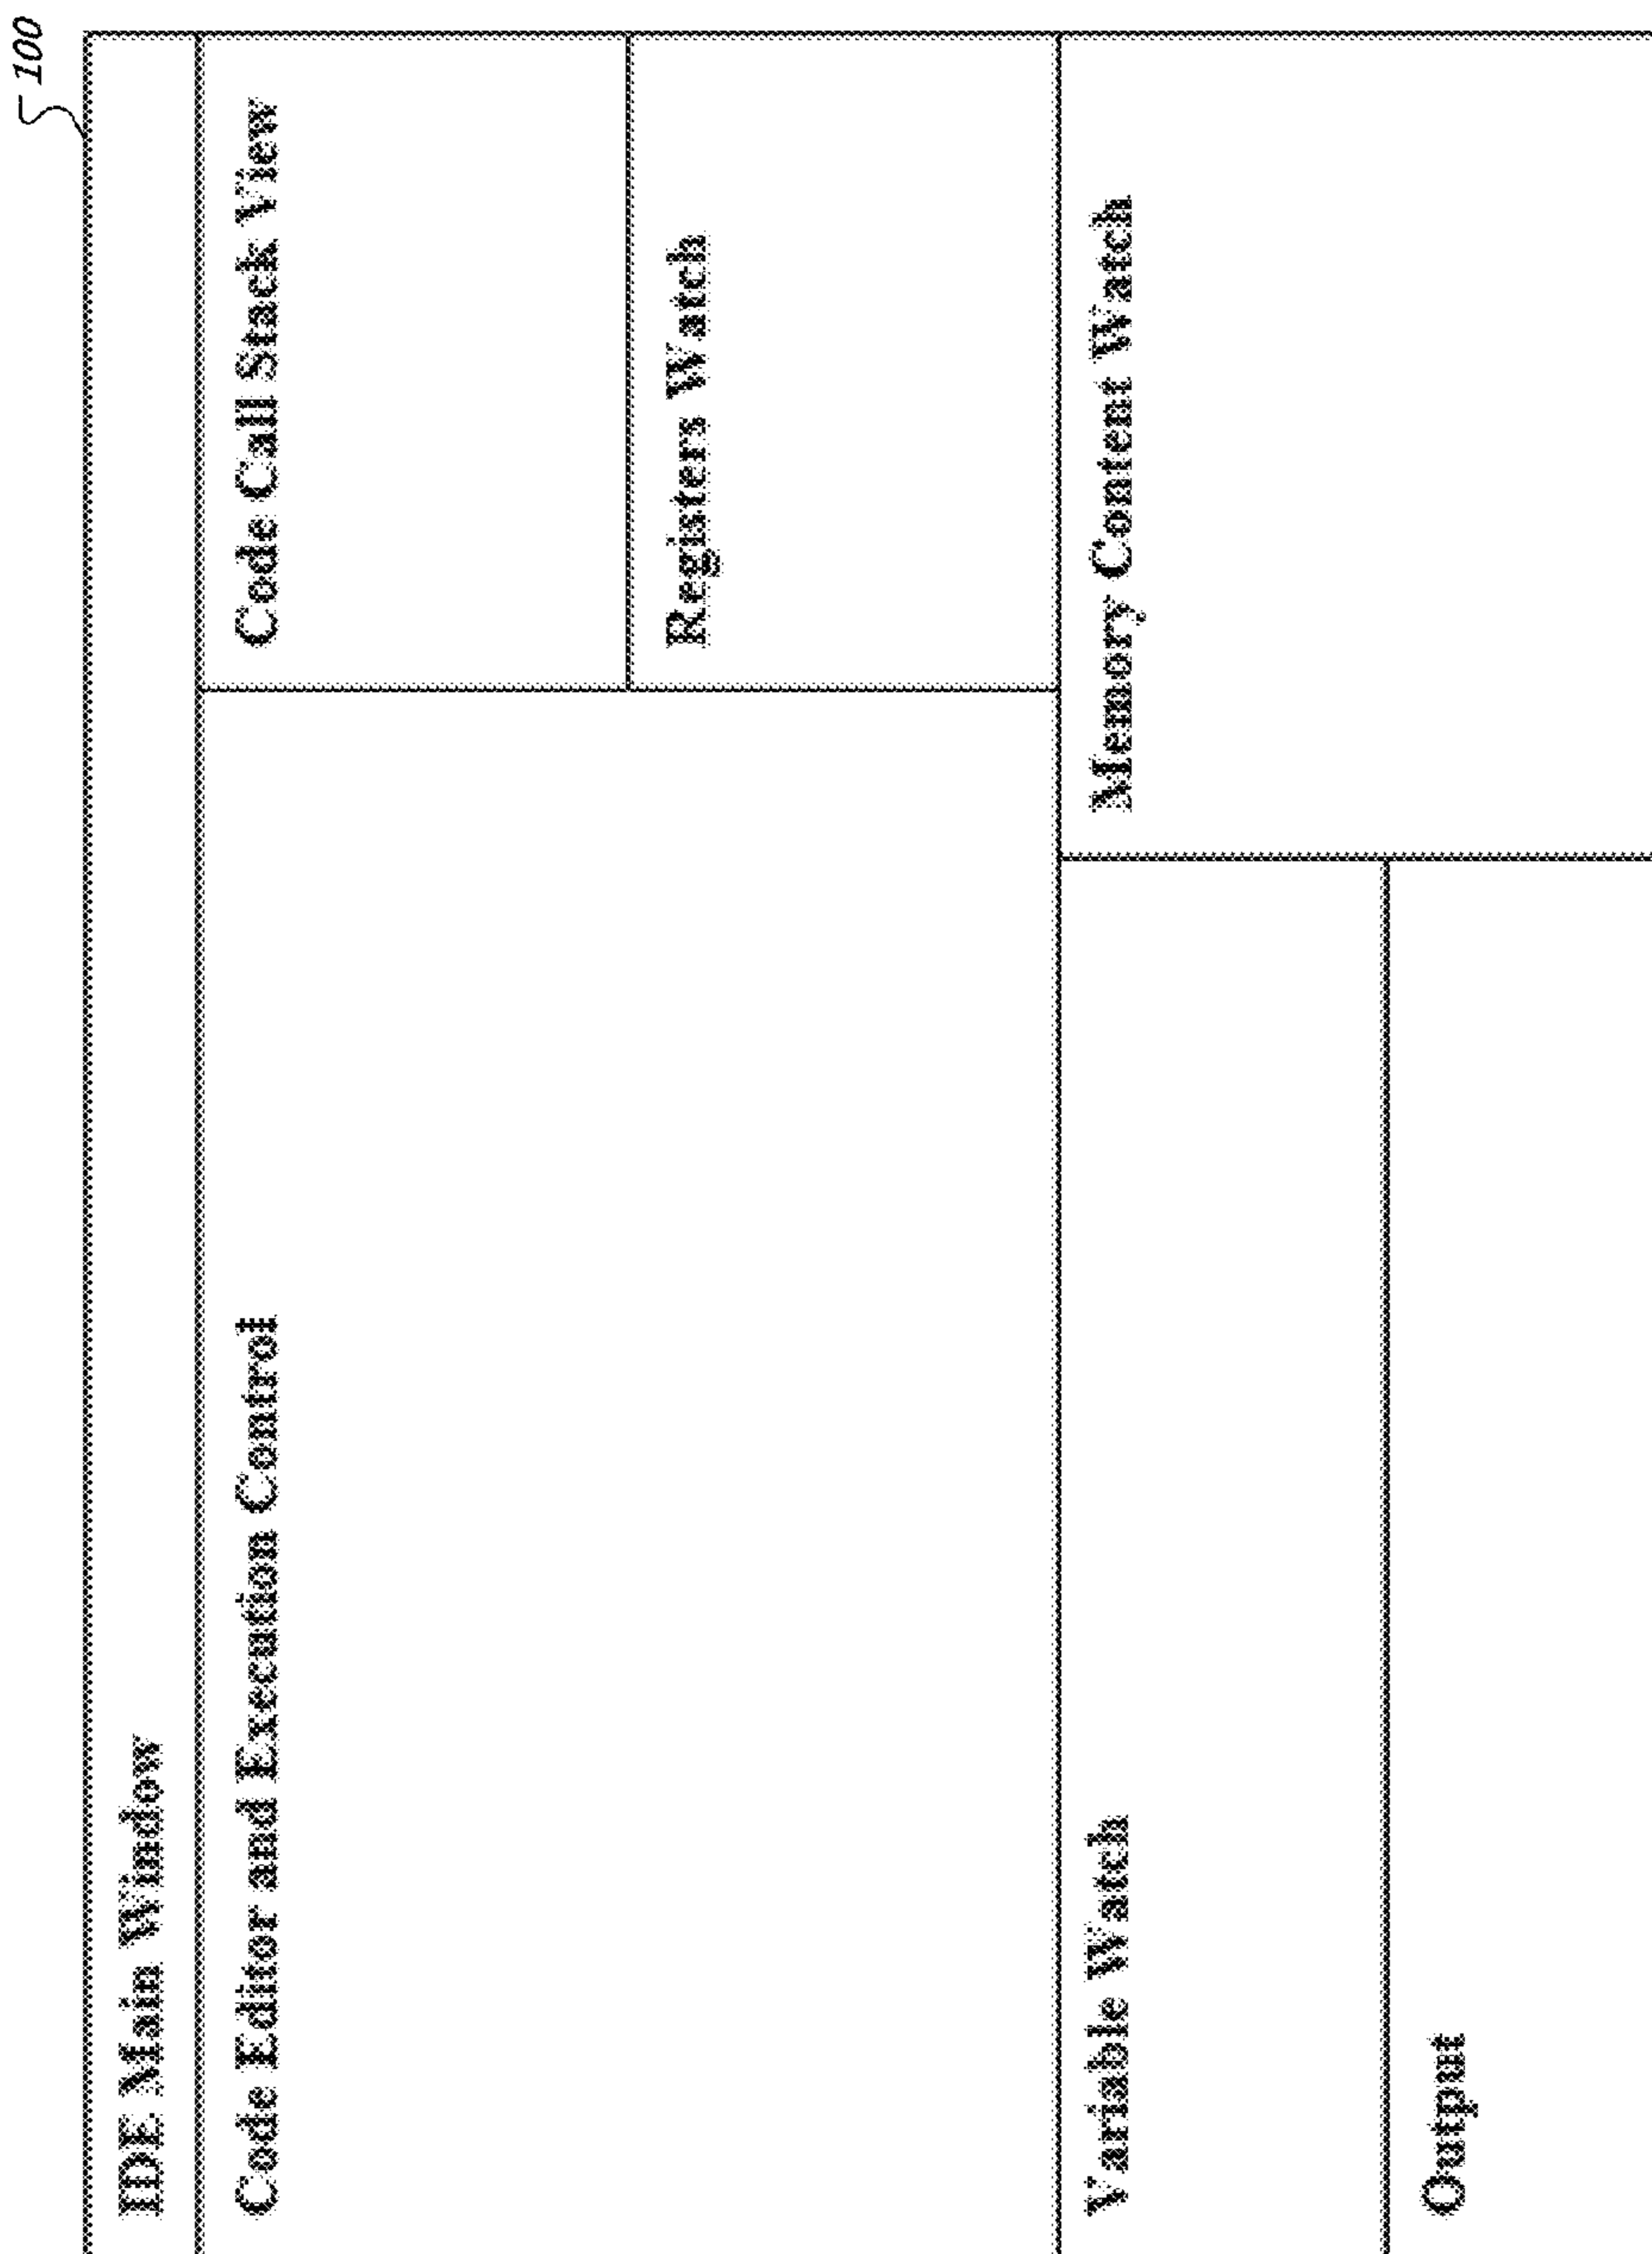 100
IDE Main Window
Code Editor and Execution Control
Code Call Stack View
Registers Watch
Variable Watch
Memory Content Watch
Output